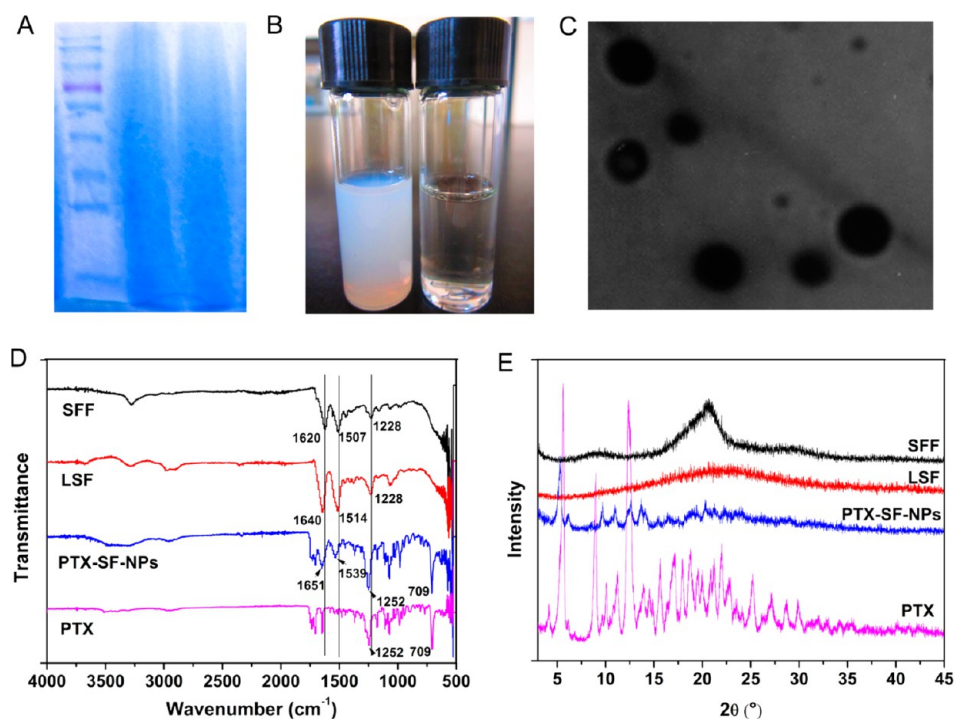 A
B
C
D
SFF
1620
1507
1228
LSF
1640
1514
1228
PTX-SF-NPs
1651
1539
1252
709
PTX
1252
709
Transmittance
4000
3500
3000
2500
2000
1500
1000
500
Wavenumber (cm-1)
E
SFF
LSF
PTX-SF-NPs
PTX
Intensity
5
10
15
20
25
30
35
40
45
2θ (°)